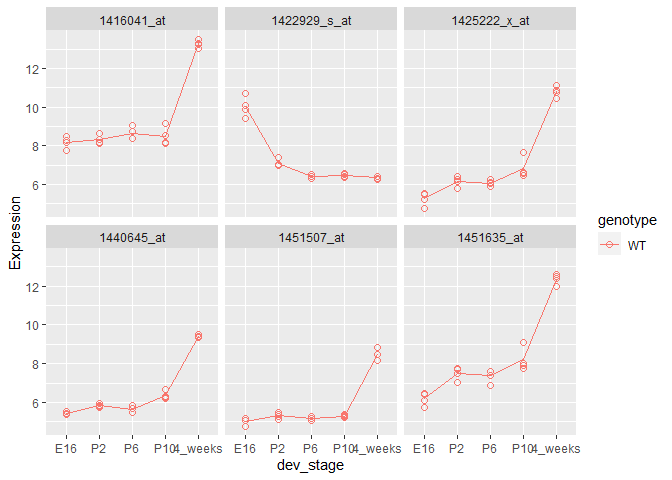 1416041_at 1422929_s_at 1425222_x_at
12
10
8
6
Expression
genotype
WT
1440645_at 1451507_at 1451635_at
12
10
8
6
E16 P2 P6 P10 4_weeks E16 P2 P6 P10 4_weeks E16 P2 P6 P10 4_weeks
dev_stage